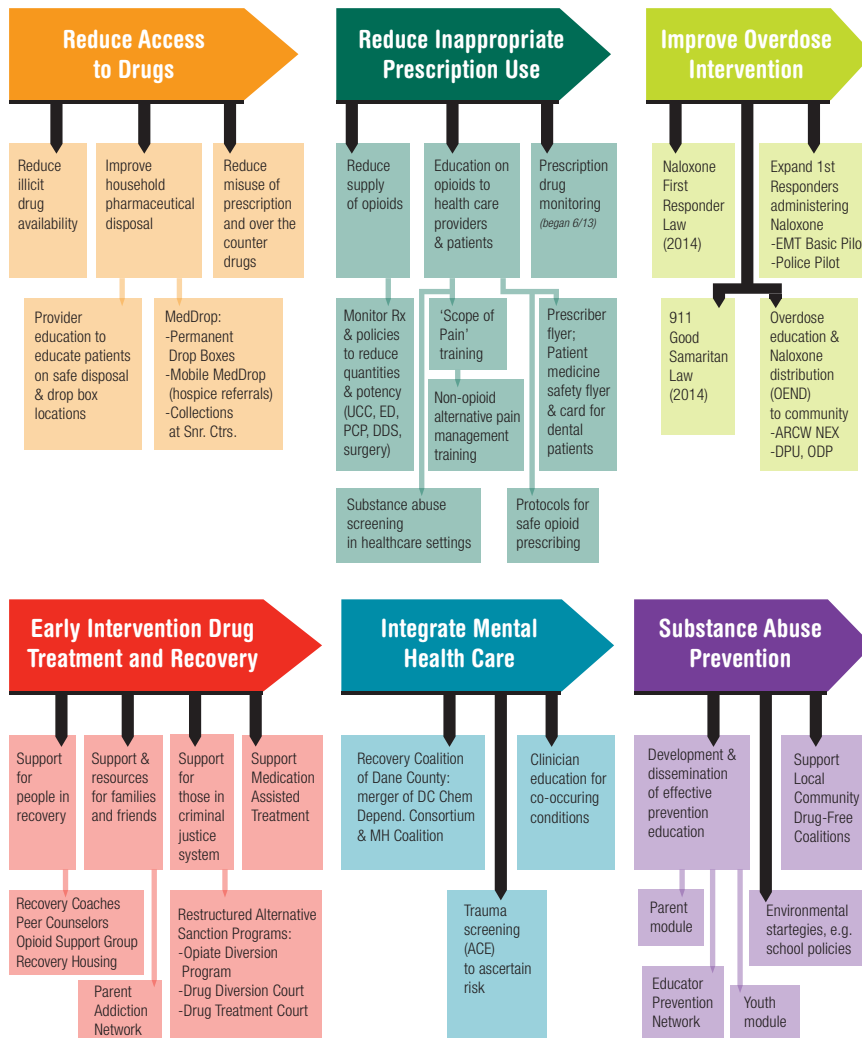 Reduce Access
to Drugs
Reduce
illicit
drug
availability
Improve
household
pharmaceutical
disposal
Reduce
misuse of
prescription
and over the
counter
drugs
Provider
education to
educate patients
on safe disposal
& drop box
locations
MedDrop:
-Permanent
Drop Boxes
-Mobile MedDrop
(hospice referrals)
-Collections
at Snr. Ctrs.
Reduce Inappropriate
Prescription Use
Reduce
supply
of opioids
Education on
opioids to
health care
providers
& patients
Prescription
drug
monitoring
(began 6/13)
Monitor Rx
& policies
to reduce
quantities
& potency
(UCC, ED,
PCP, DDS,
surgery)
‘Scope of
Pain’
training
Non-opioid
alternative pain
management
training
Prescriber
flyer;
Patient
medicine
safety flyer
& card for
dental
patients
Substance abuse
screening
in healthcare settings
Protocols for
safe opioid
prescribing
Improve Overdose
Intervention
Naloxone
First
Responder
Law
(2014)
Expand 1st
Responders
administering
Naloxone
-EMT Basic Pilot
-Police Pilot
911
Good
Samaritan
Law
(2014)
Overdose
education &
Naloxone
distribution
(OEND)
to community
-ARCW NEX
-DPU, ODP
Early Intervention Drug
Treatment and Recovery
Support
for
people in
recovery
Support &
resources
for families
and friends
Support
for
those in
criminal
justice
system
Support
Medication
Assisted
Treatment
Recovery Coaches
Peer Counselors
Opioid Support Group
Recovery Housing
Parent
Addiction
Network
Restructured Alternative
Sanction Programs:
-Opiate Diversion
Program
-Drug Diversion Court
-Drug Treatment Court
Integrate Mental
Health Care
Recovery Coalition
of Dane County:
merger of DC Chem
Depend. Consortium
& MH Coalition
Clinician
education for
co-occuring
conditions
Trauma
screening
(ACE)
to ascertain
risk
Substance Abuse
Prevention
Development &
dissemination
of effective
prevention
education
Support
Local
Community
Drug-Free
Coalitions
Parent
module
Environmental
startegies, e.g.
school policies
Educator
Prevention
Network
Youth
module